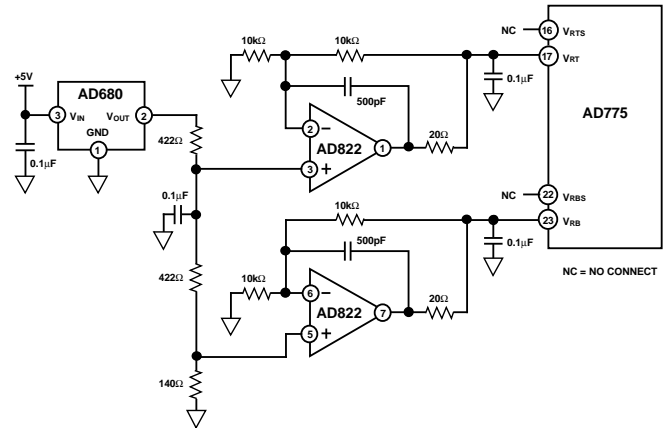 10kΩ
10kΩ
NC
16
VRTS
17
VRT
0.1µF
AD775
+5V
AD680
3
VIN
VOUT
2
GND
1
0.1µF
422Ω
500pF
2
−
AD822
1
3
+
20Ω
0.1µF
NC
22
VRBS
23
VRB
10kΩ
500pF
0.1µF
NC = NO CONNECT
422Ω
10kΩ
6
−
AD822
7
5
+
20Ω
140Ω